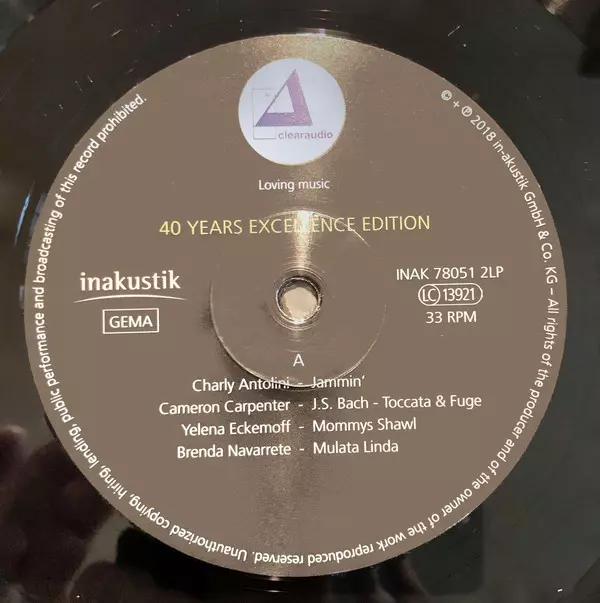 clearaudio
Loving music
40 YEARS EXCELLENCE EDITION
inakustik
GEMA
INAK 78051 2LP
LC 13921
33 RPM
A
Charly Antolini - Jammin'
Cameron Carpenter - J.S. Bach - Toccata & Fuge
Yelena Eckemoff - Mommys Shawl
Brenda Navarrete - Mulata Linda
© + ℗ 2018 in-akustik GmbH & Co. KG – All rights of the producer and of the owner of the work reproduced reserved. Unauthorized copying, hiring, lending, public performance and broadcasting of this record prohibited.